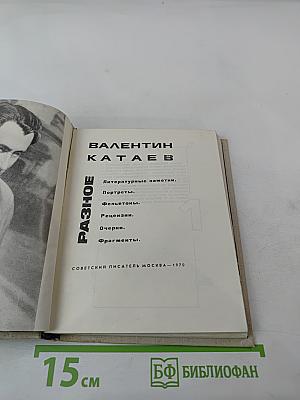 ВАЛЕНТИН
КАТАЕВ
РАЗНОЕ
Литературные заметки.
Портреты.
Фельетоны.
Рецензии.
Очерки.
Фрагменты.
СОВЕТСКИЙ ПИСАТЕЛЬ МОСКВА—1970
15 см
БФ БИБЛИОФАН